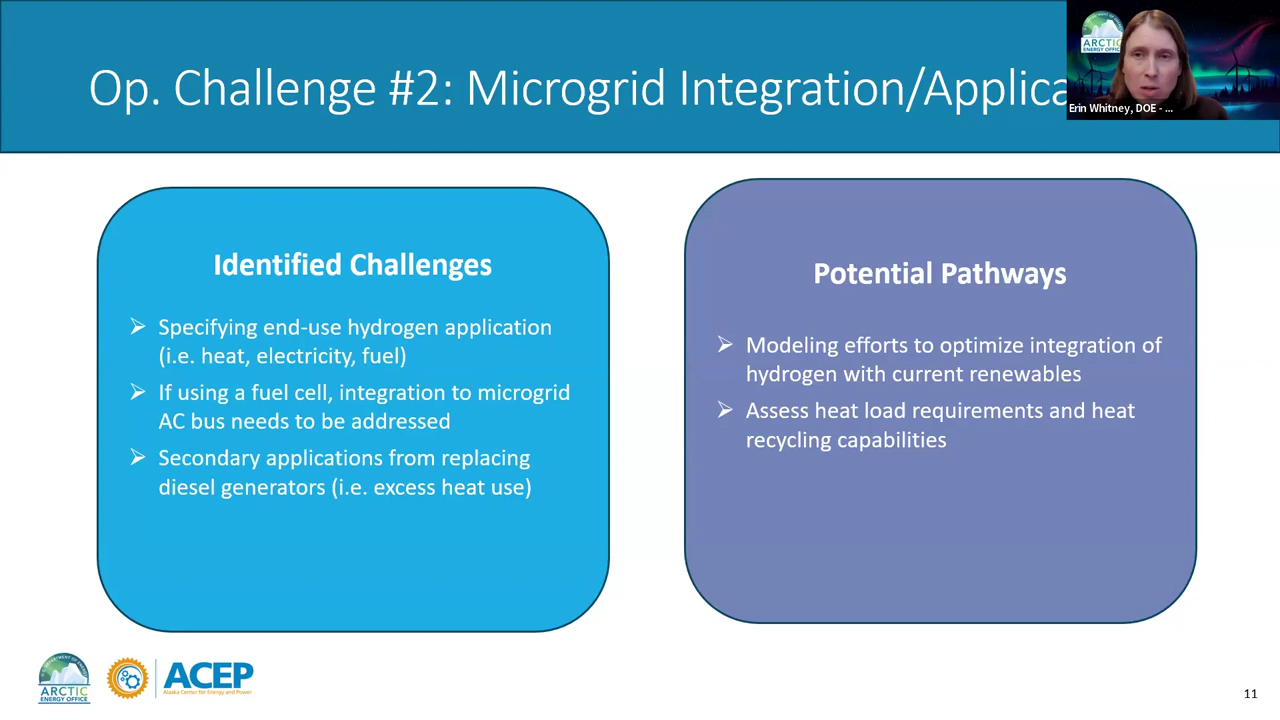 Op. Challenge #2: Microgrid Integration/Applica
ARCTIC
ENERGY OFFICE
Erin Whitney, DOE - ...
Identified Challenges
Specifying end-use hydrogen application
(i.e. heat, electricity, fuel)
If using a fuel cell, integration to microgrid
AC bus needs to be addressed
Secondary applications from replacing
diesel generators (i.e. excess heat use)
Potential Pathways
Modeling efforts to optimize integration of
hydrogen with current renewables
Assess heat load requirements and heat
recycling capabilities
ARCTIC
ENERGY OFFICE
ACEP
Alaska Center for Energy and Power
11